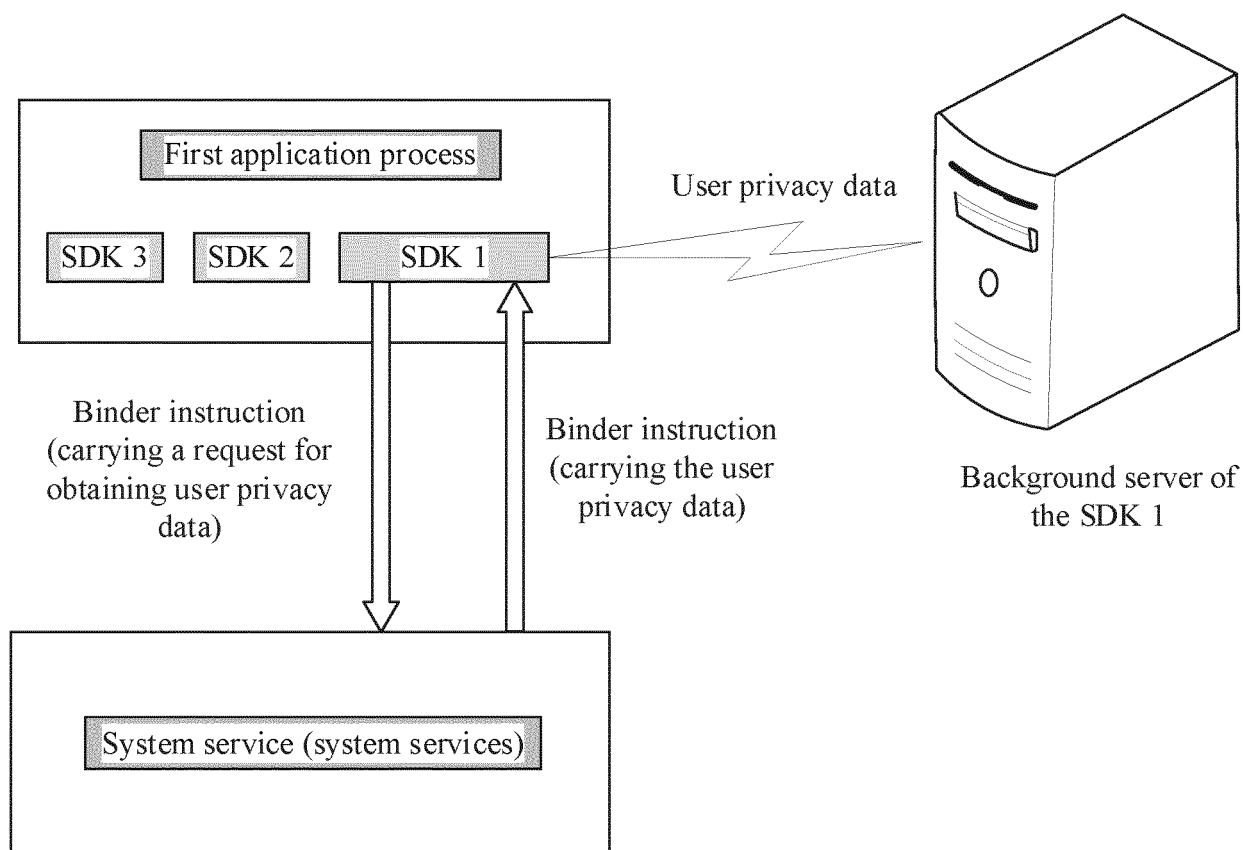 First application process
User privacy data
SDK 3
SDK 2
SDK 1
Binder instruction
(carrying a request for
obtaining user privacy
data)
Binder instruction
(carrying the user
privacy data)
Background server of
the SDK 1
System service (system services)